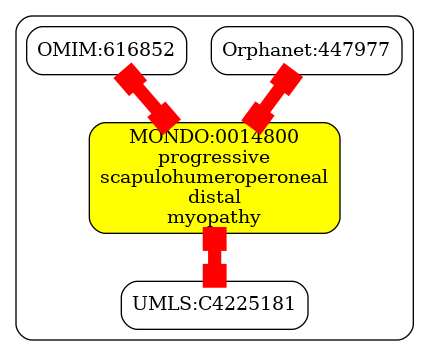 OMIM:616852
Orphanet:447977
MONDO:0014800
progressive
scapulohumeroperoneal
distal
myopathy
UMLS:C4225181